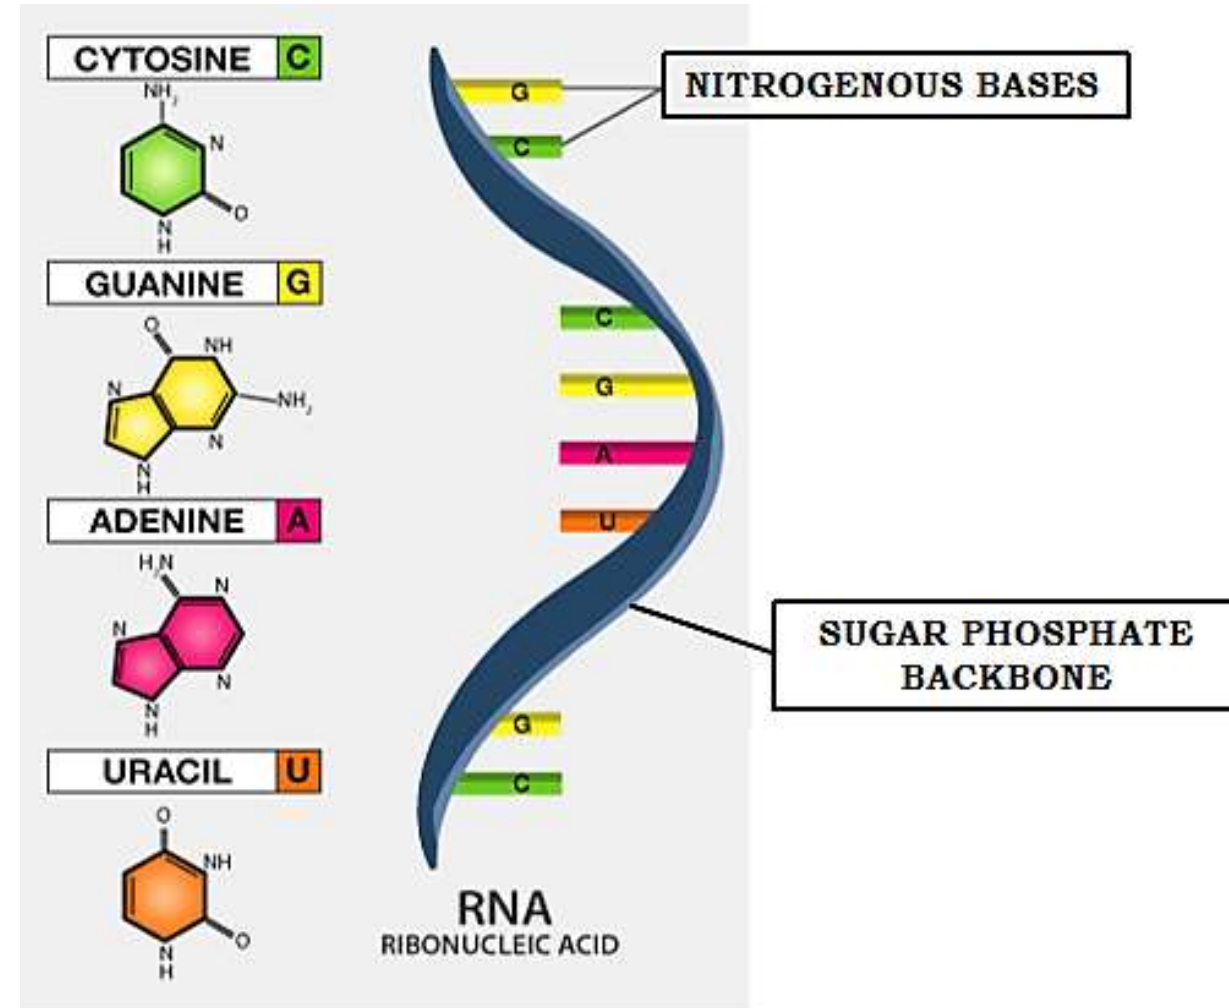 CYTOSINE C
NH2
N
O
N
H
GUANINE G
O
NH
N
NH2
N
N
H
ADENINE A
H2N
N
N
N
N
H
URACIL U
O
NH
O
N
H
G
C
C
G
A
U
G
C
RNA
RIBONUCLEIC ACID
NITROGENOUS BASES
SUGAR PHOSPHATE
BACKBONE